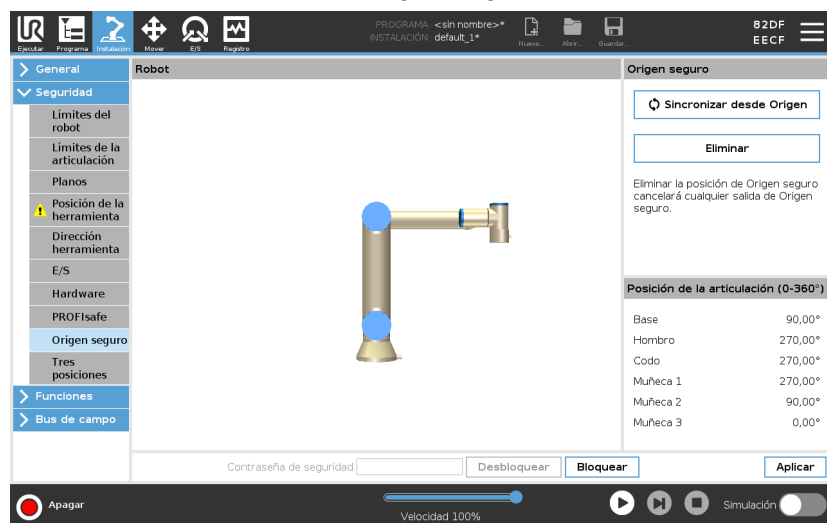 UR
PROGRAMA <sin nombre>*
INSTALACIÓN default_1*
82DF
EECF
Ejecutar Programa Instalación Mover E/S Registro Nuevo... Abrir... Guardar...
General
Seguridad
Límites del
robot
Límites de la
articulación
Planos
Posición de la
herramienta
Dirección
herramienta
E/S
Hardware
PROFIsafe
Origen seguro
Tres
posiciones
Funciones
Bus de campo
Robot
Origen seguro
Sincronizar desde Origen
Eliminar
Eliminar la posición de Origen seguro
cancelará cualquier salida de Origen
seguro.
Posición de la articulación (0-360°)
Base 90,00°
Hombro 270,00°
Codo 270,00°
Muñeca 1 270,00°
Muñeca 2 90,00°
Muñeca 3 0,00°
Contraseña de seguridad Desbloquear Bloquear Aplicar
Apagar
Velocidad 100%
Simulación